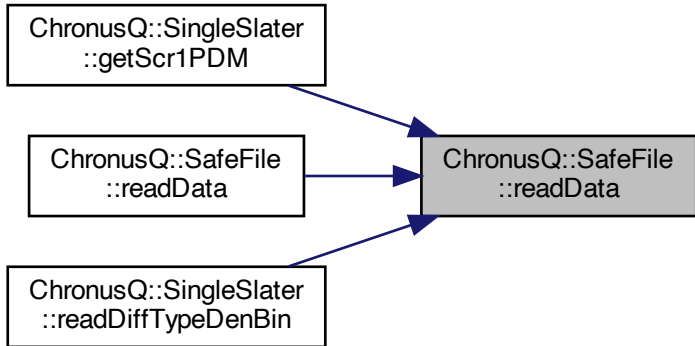 ChronusQ::SingleSlater
::getScr1PDM
ChronusQ::SafeFile
::readData
ChronusQ::SafeFile
::readData
ChronusQ::SingleSlater
::readDiffTypeDenBin